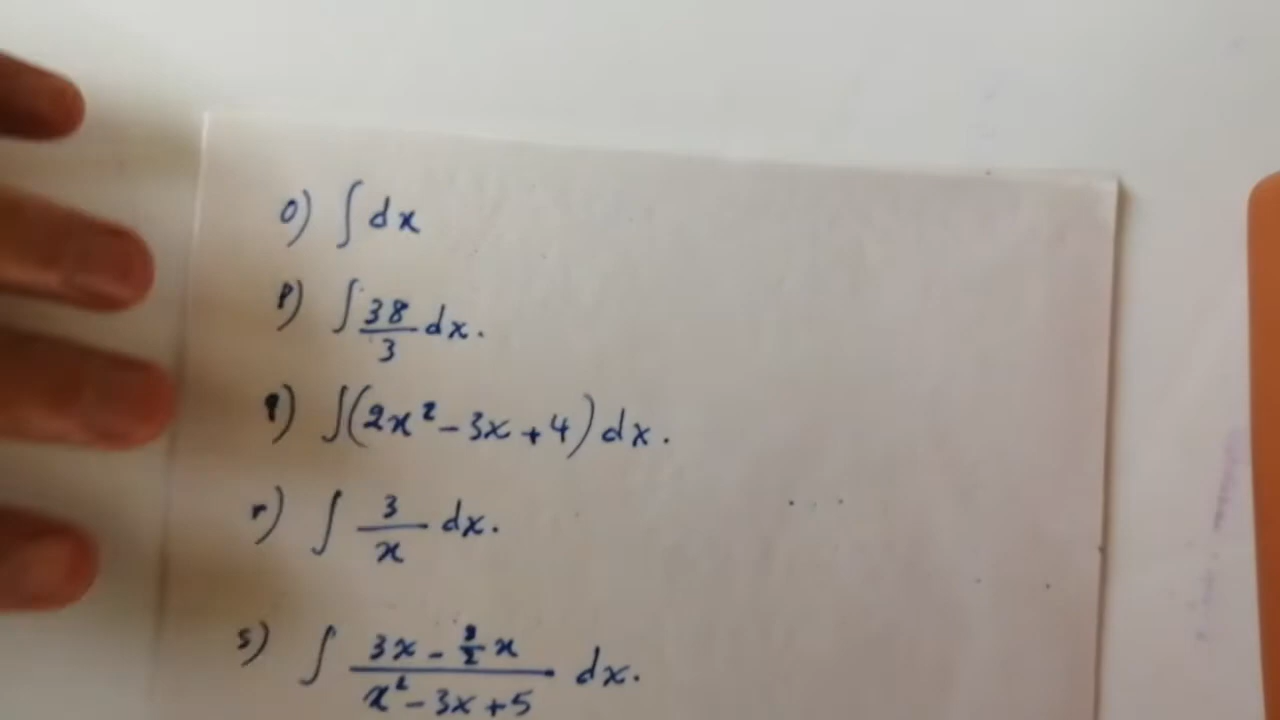 o) ∫ dx
p) ∫ 38/3 dx.
q) ∫(2x² - 3x + 4) dx.
r) ∫ 3/x dx.
s) ∫ (3x - 3/2 x)/(x² - 3x + 5) dx.